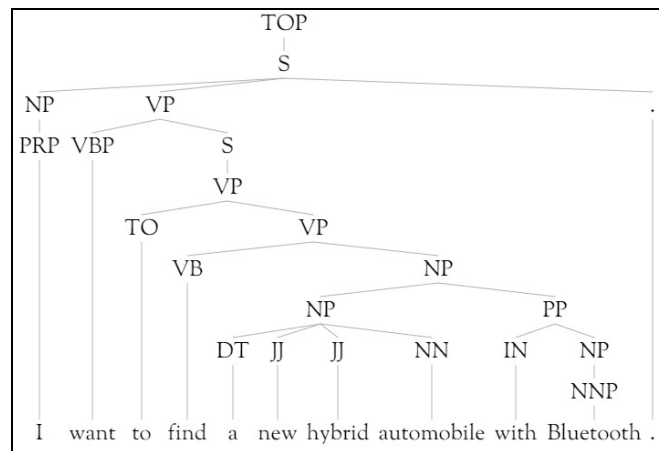 TOP
S
NP VP .
PRP VBP S
VP
TO VP
VB NP
NP PP
DT JJ JJ NN IN NP
NNP
I want to find a new hybrid automobile with Bluetooth .